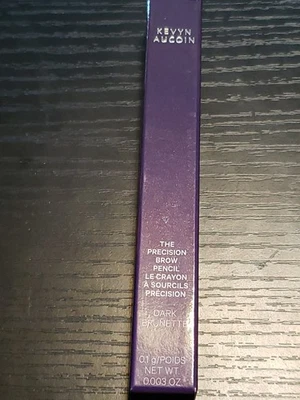 KEVYN
AUCOIN
THE
PRECISION
BROW
PENCIL
LE CRAYON
À SOURCILS
PRÉCISION
DARK
BRUNETTE
0.1 g/POIDS
NET WT
0.003 OZ